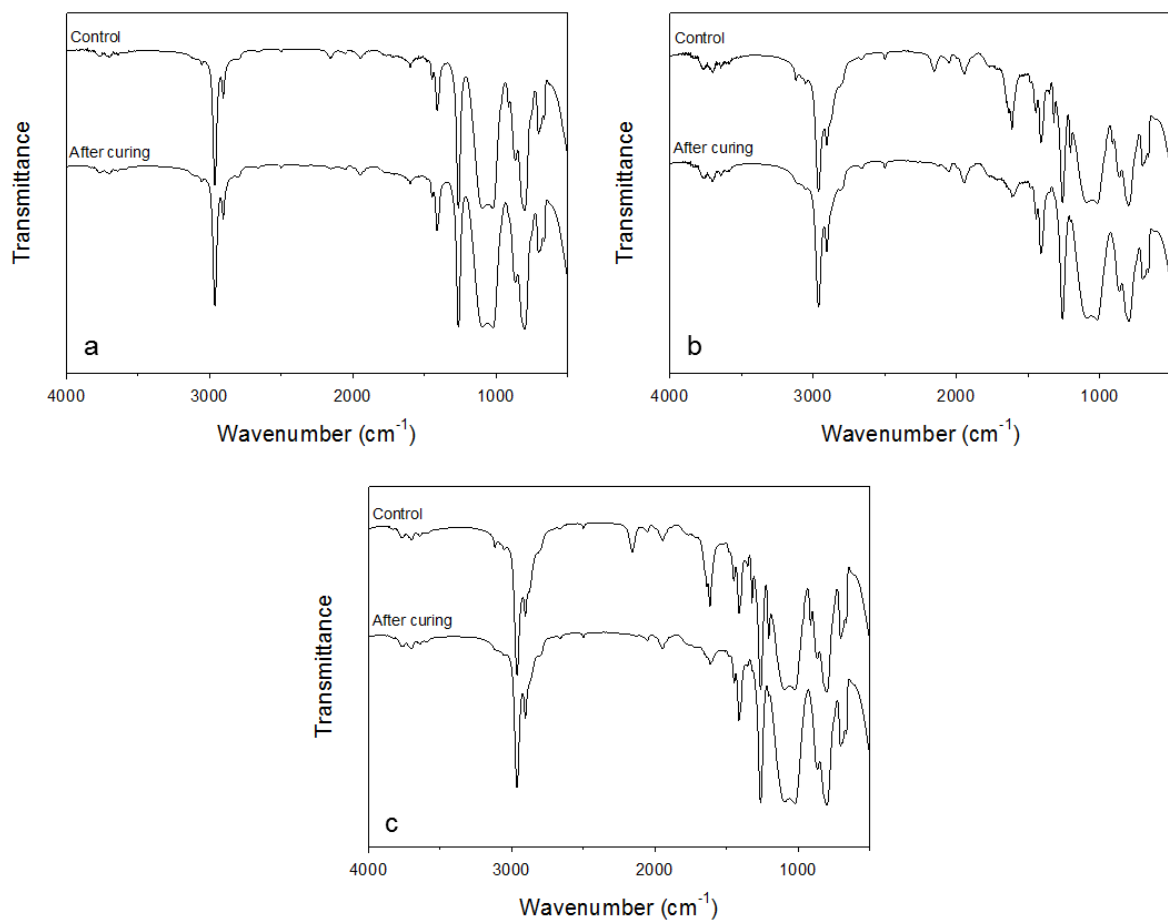 Control
After curing
Transmittance
a
4000 3000 2000 1000
Wavenumber (cm⁻¹)
Control
After curing
Transmittance
b
4000 3000 2000 1000
Wavenumber (cm⁻¹)
Control
After curing
Transmittance
c
4000 3000 2000 1000
Wavenumber (cm⁻¹)